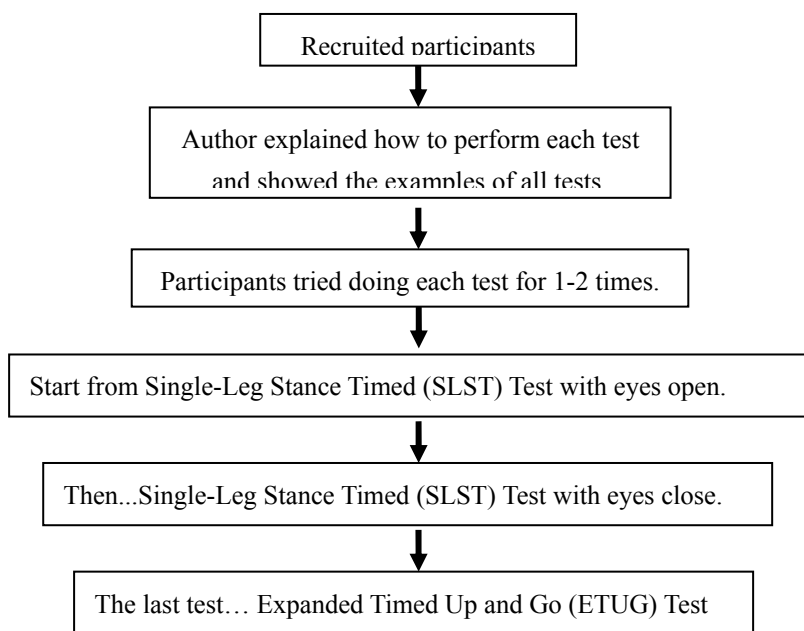 Recruited participants
Author explained how to perform each test
and showed the examples of all tests
Participants tried doing each test for 1-2 times.
Start from Single-Leg Stance Timed (SLST) Test with eyes open.
Then...Single-Leg Stance Timed (SLST) Test with eyes close.
The last test… Expanded Timed Up and Go (ETUG) Test